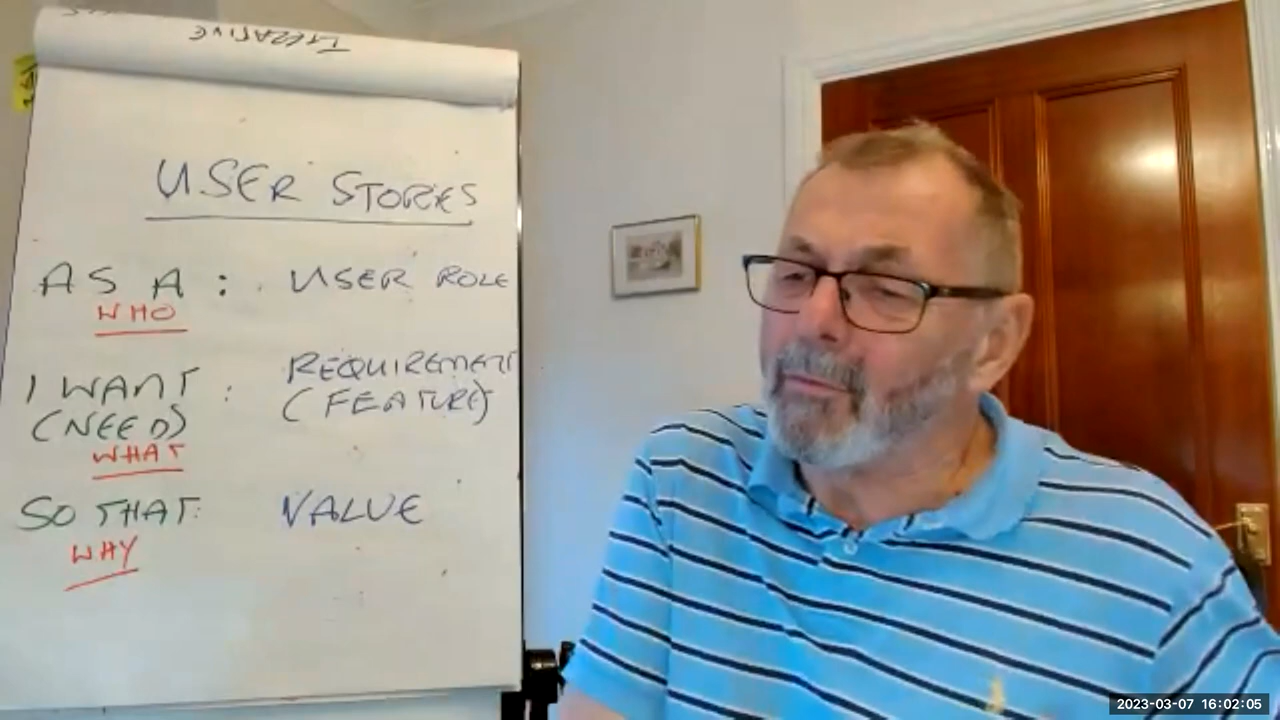 ITERATIVE
USER STORIES
AS A : USER ROLE
WHO
I WANT : REQUIREMENT
(NEED) (FEATURE)
WHAT
SO THAT: VALUE
WHY
2023-03-07 16:02:05